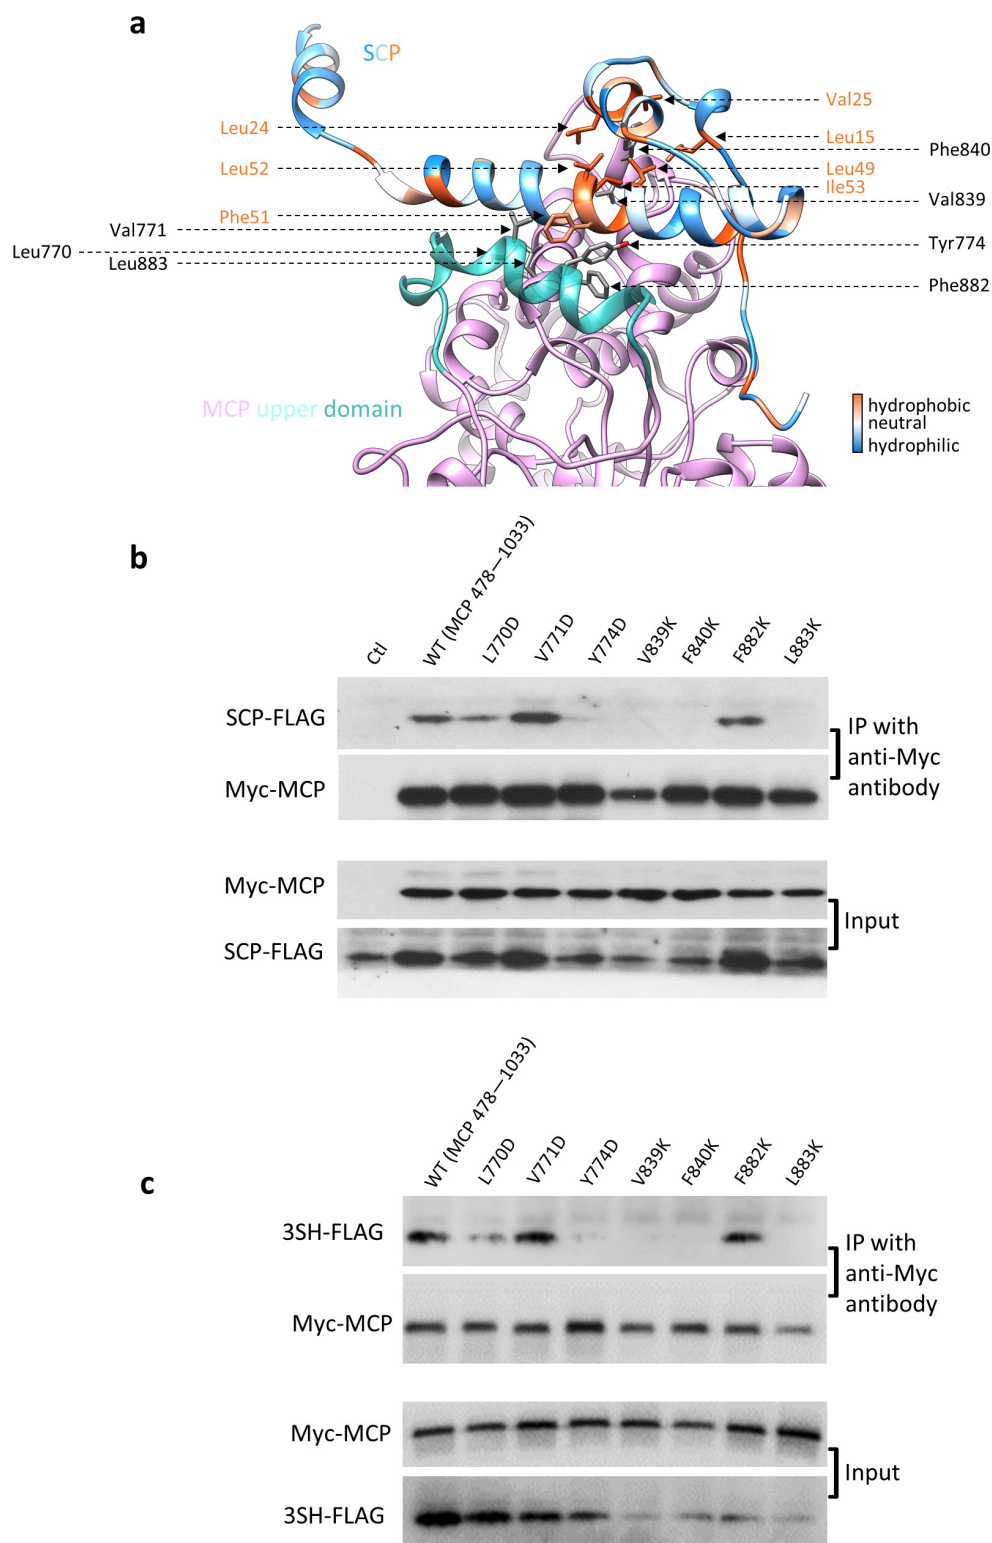 a
SCP
Val25
Leu24
Leu15
Phe840
Leu52
Leu49
Ile53
Val839
Phe51
Val771
Tyr774
Leu770
Leu883
Phe882
MCP upper domain
hydrophobic
neutral
hydrophilic
b
Ctl
WT (MCP 478—1033)
L770D
V771D
Y774D
V839K
F840K
F882K
L883K
SCP-FLAG
Myc-MCP
IP with
anti-Myc
antibody
Myc-MCP
SCP-FLAG
Input
c
WT (MCP 478—1033)
L770D
V771D
Y774D
V839K
F840K
F882K
L883K
3SH-FLAG
Myc-MCP
IP with
anti-Myc
antibody
Myc-MCP
3SH-FLAG
Input